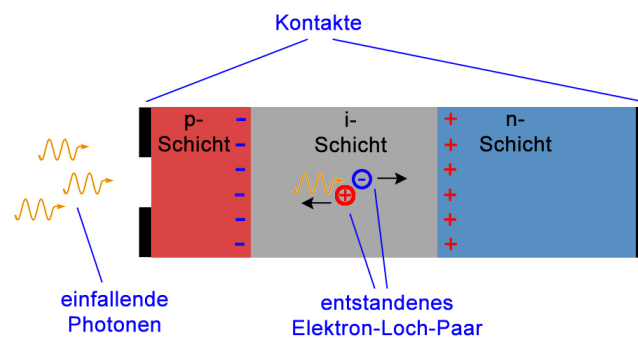 Kontakte
p-
Schicht
i-
Schicht
n-
Schicht
einfallende
Photonen
entstandenes
Elektron-Loch-Paar